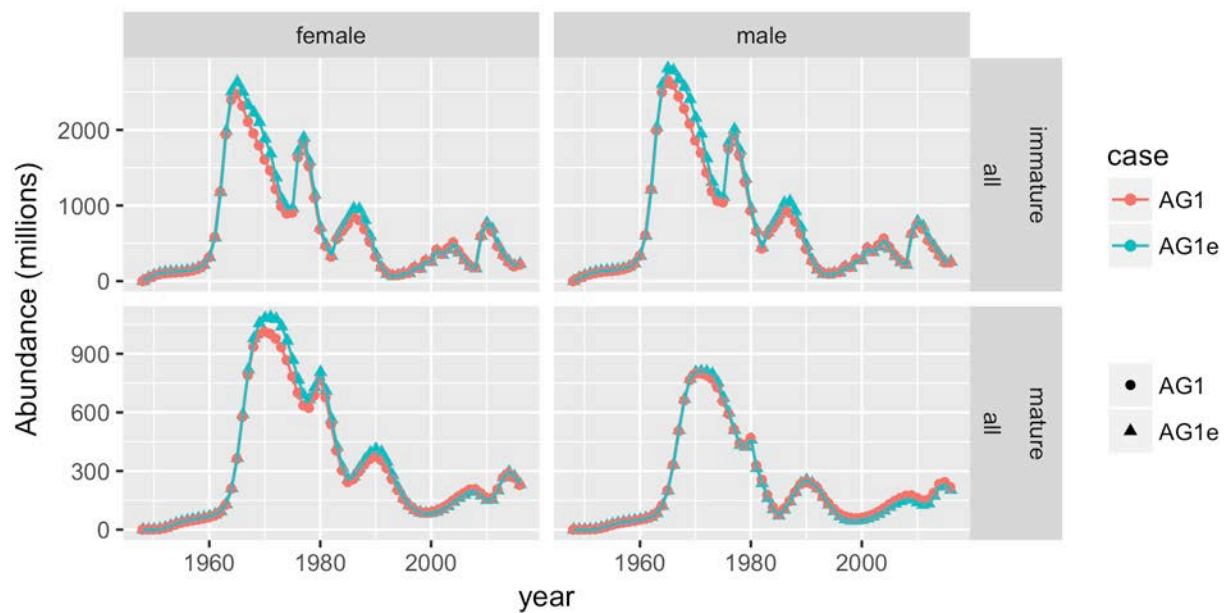 female
male
Abundance (millions)
2000
1000
0
all
immature
900
600
300
0
all
mature
1960
1980
2000
1960
1980
2000
year
case
AG1
AG1e
AG1
AG1e